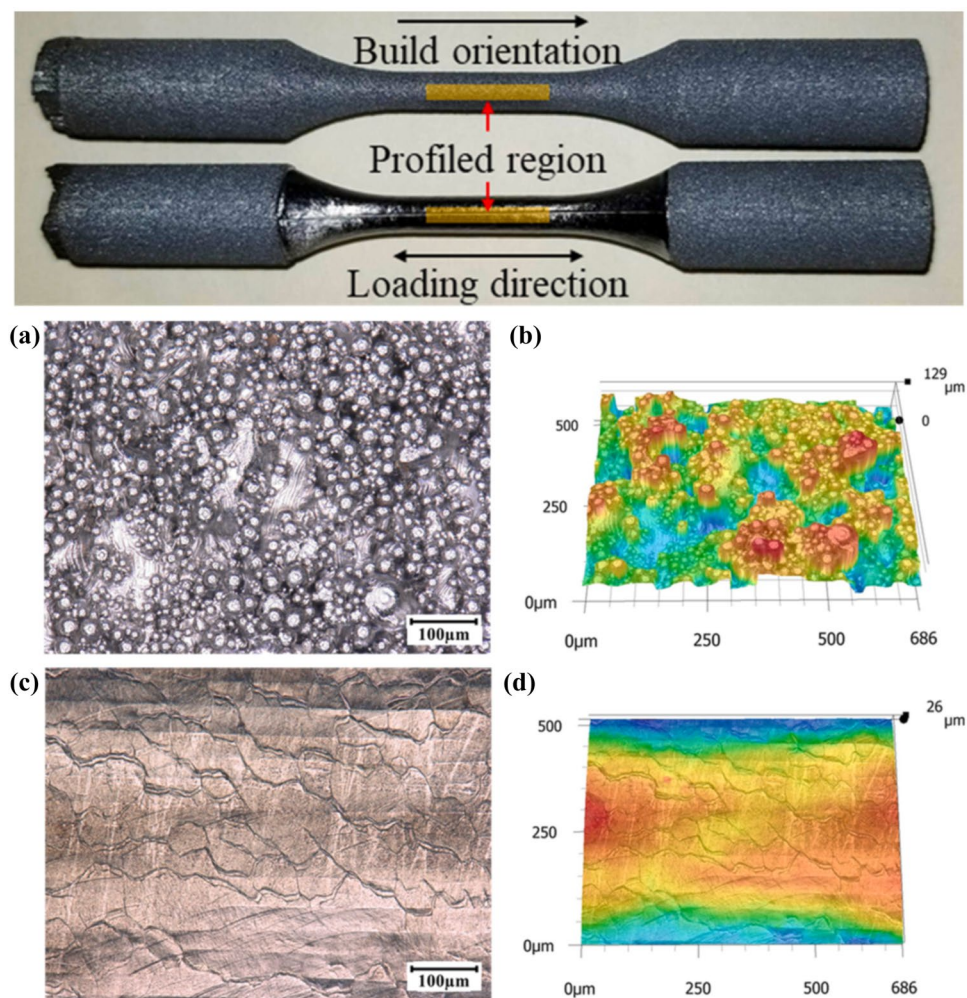 Build orientation
Profiled region
Loading direction
(a)
100μm
(b)
129
μm
0
500
250
0μm
0μm
250
500
686
(c)
100μm
(d)
26
μm
500
250
0μm
0μm
250
500
686